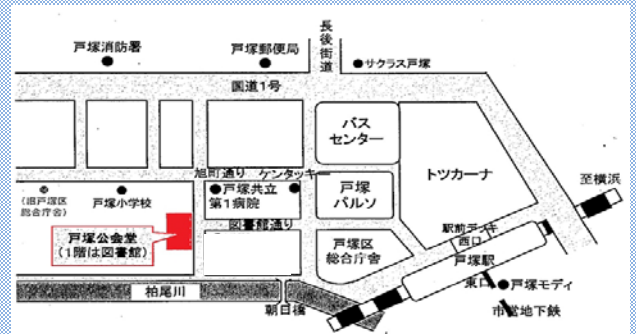 戸塚消防署
戸塚郵便局
長後街道
サクラス戸塚
国道1号
バス
センター
旭町通り
ケンタッキー
トツカーナ
至横浜
(旧戸塚区
総合庁舎)
戸塚小学校
戸塚共立
第1病院
戸塚
パルソ
図書館通り
戸塚公会堂
(1階は図書館)
戸塚区
総合庁舎
駅前デッキ
西口
戸塚駅
東口
戸塚モディ
市営地下鉄
柏尾川
朝日橋